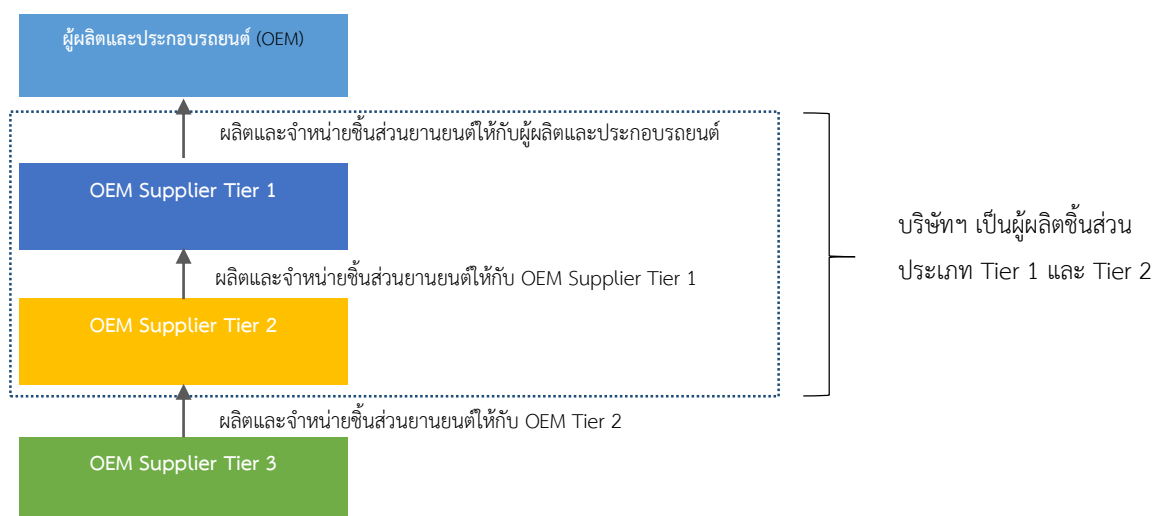 ผู้ผลิตและประกอบรถยนต์ (OEM)
ผลิตและจำหน่ายชิ้นส่วนยานยนต์ให้กับผู้ผลิตและประกอบรถยนต์
OEM Supplier Tier 1
บริษัทฯ เป็นผู้ผลิตชิ้นส่วน
ประเภท Tier 1 และ Tier 2
ผลิตและจำหน่ายชิ้นส่วนยานยนต์ให้กับ OEM Supplier Tier 1
OEM Supplier Tier 2
ผลิตและจำหน่ายชิ้นส่วนยานยนต์ให้กับ OEM Tier 2
OEM Supplier Tier 3